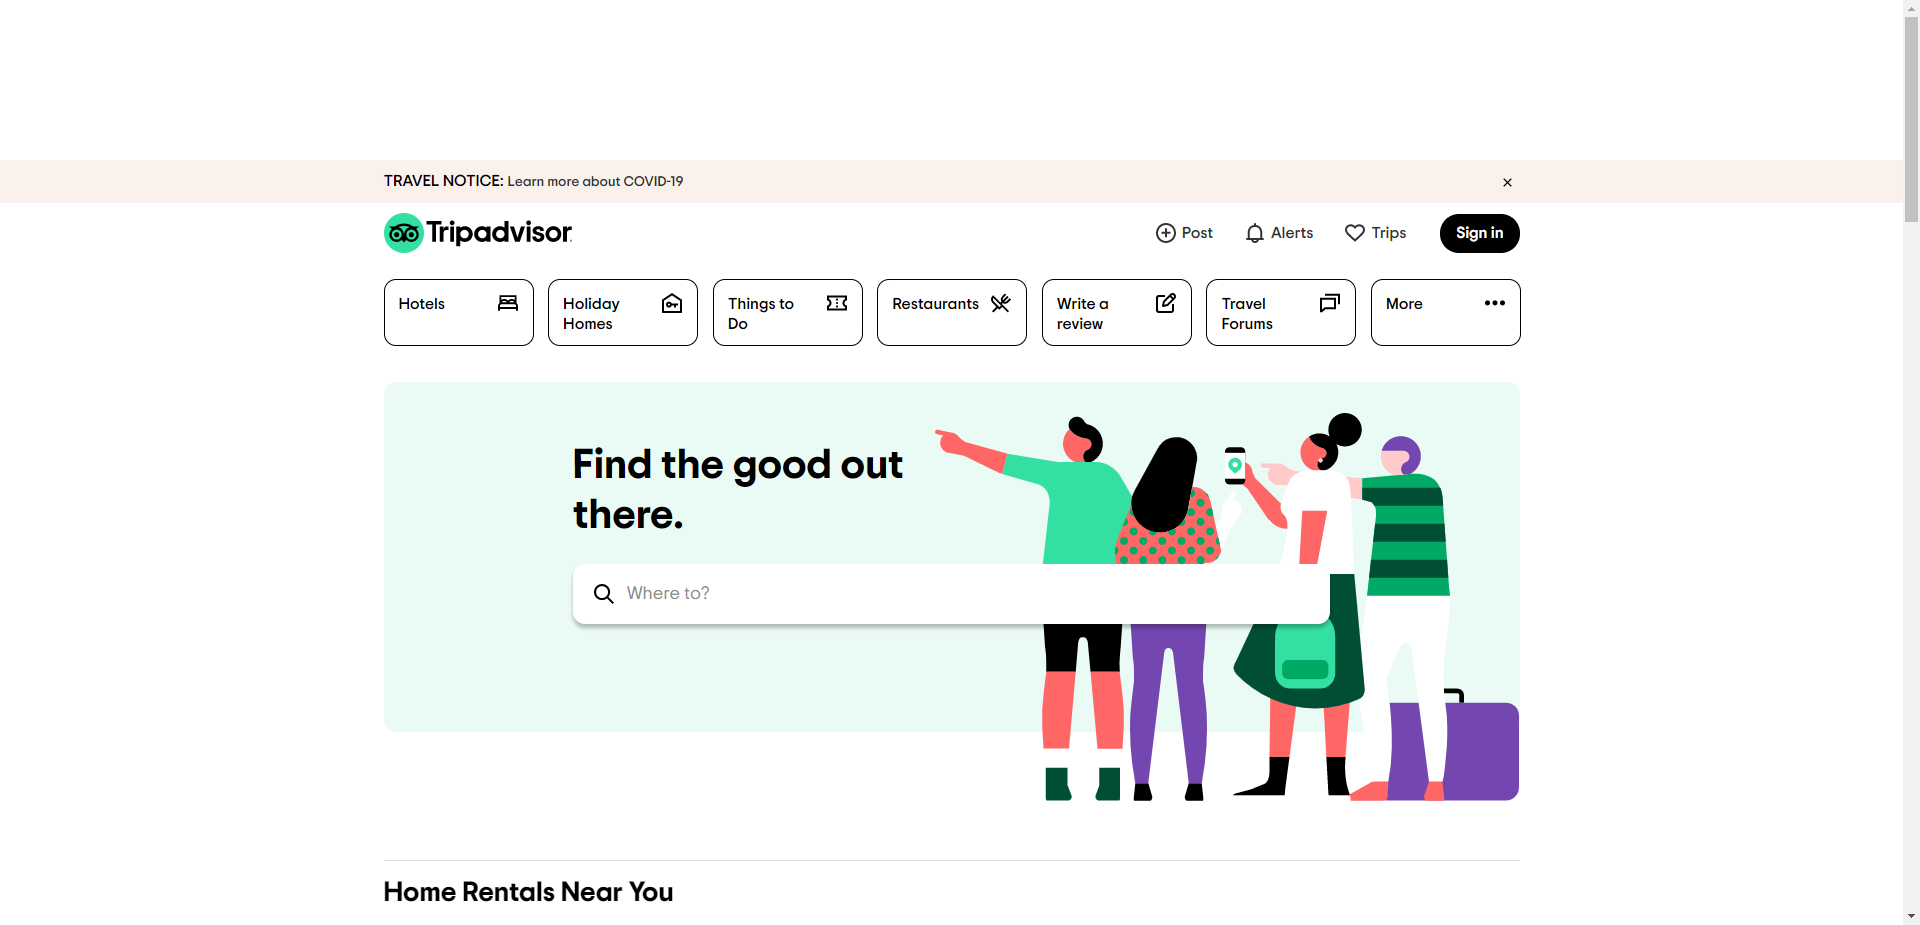 TRAVEL NOTICE: Learn more about COVID-19
Tripadvisor
Post
Alerts
Trips
Sign in
Hotels
Holiday
Homes
Things to
Do
Restaurants
Write a
review
Travel
Forums
More
Find the good out
there.
Where to?
Home Rentals Near You